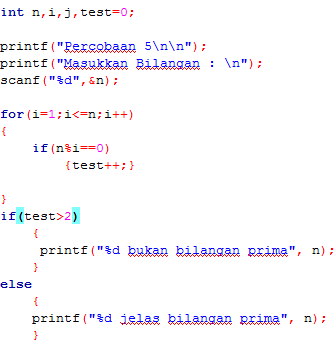 int n,i,j,test=0;
printf("Percobaan 5\n\n");
printf("Masukkan Bilangan : \n");
scanf("%d",&n);
for(i=1;i<=n;i++)
{
if(n%i==0)
{test++;}
}
if(test>2)
{
printf("%d bukan bilangan prima", n);
}
else
{
printf("%d jelas bilangan prima", n);
}